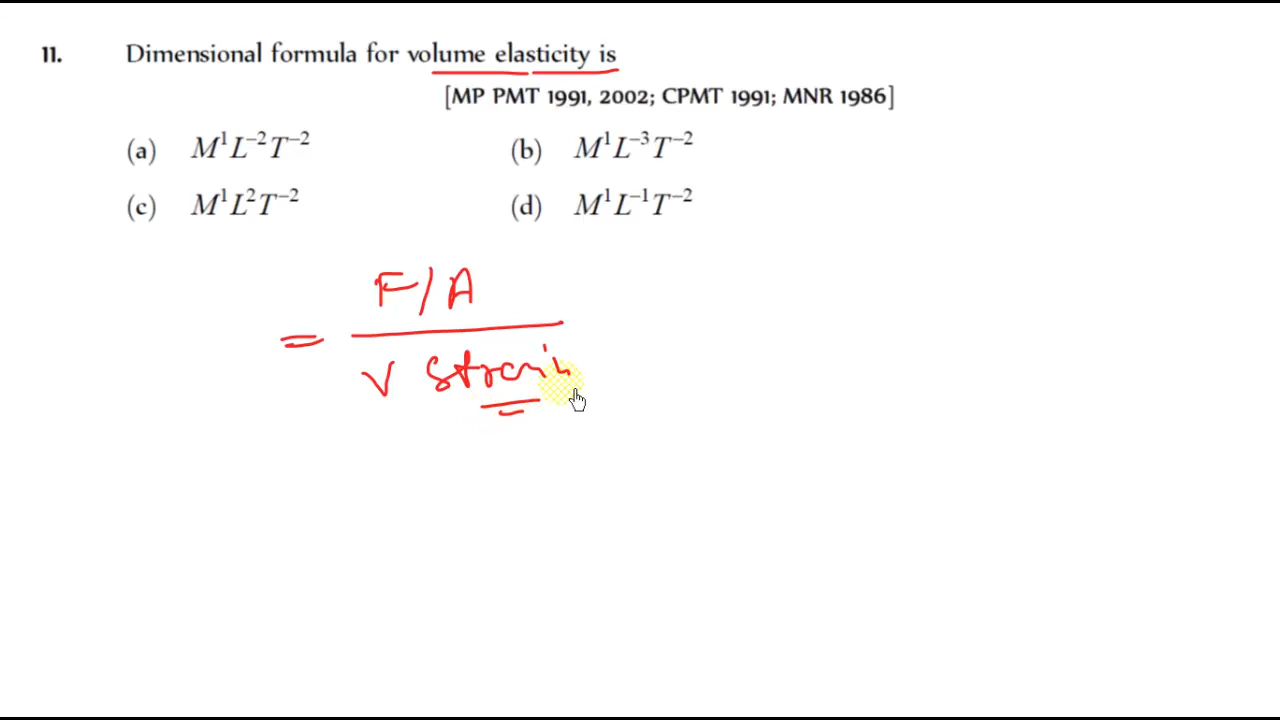 11. Dimensional formula for volume elasticity is
[MP PMT 1991, 2002; CPMT 1991; MNR 1986]
(a) M¹L⁻²T⁻² (b) M¹L⁻³T⁻²
(c) M¹L²T⁻² (d) M¹L⁻¹T⁻²
F/A
=
V Strain